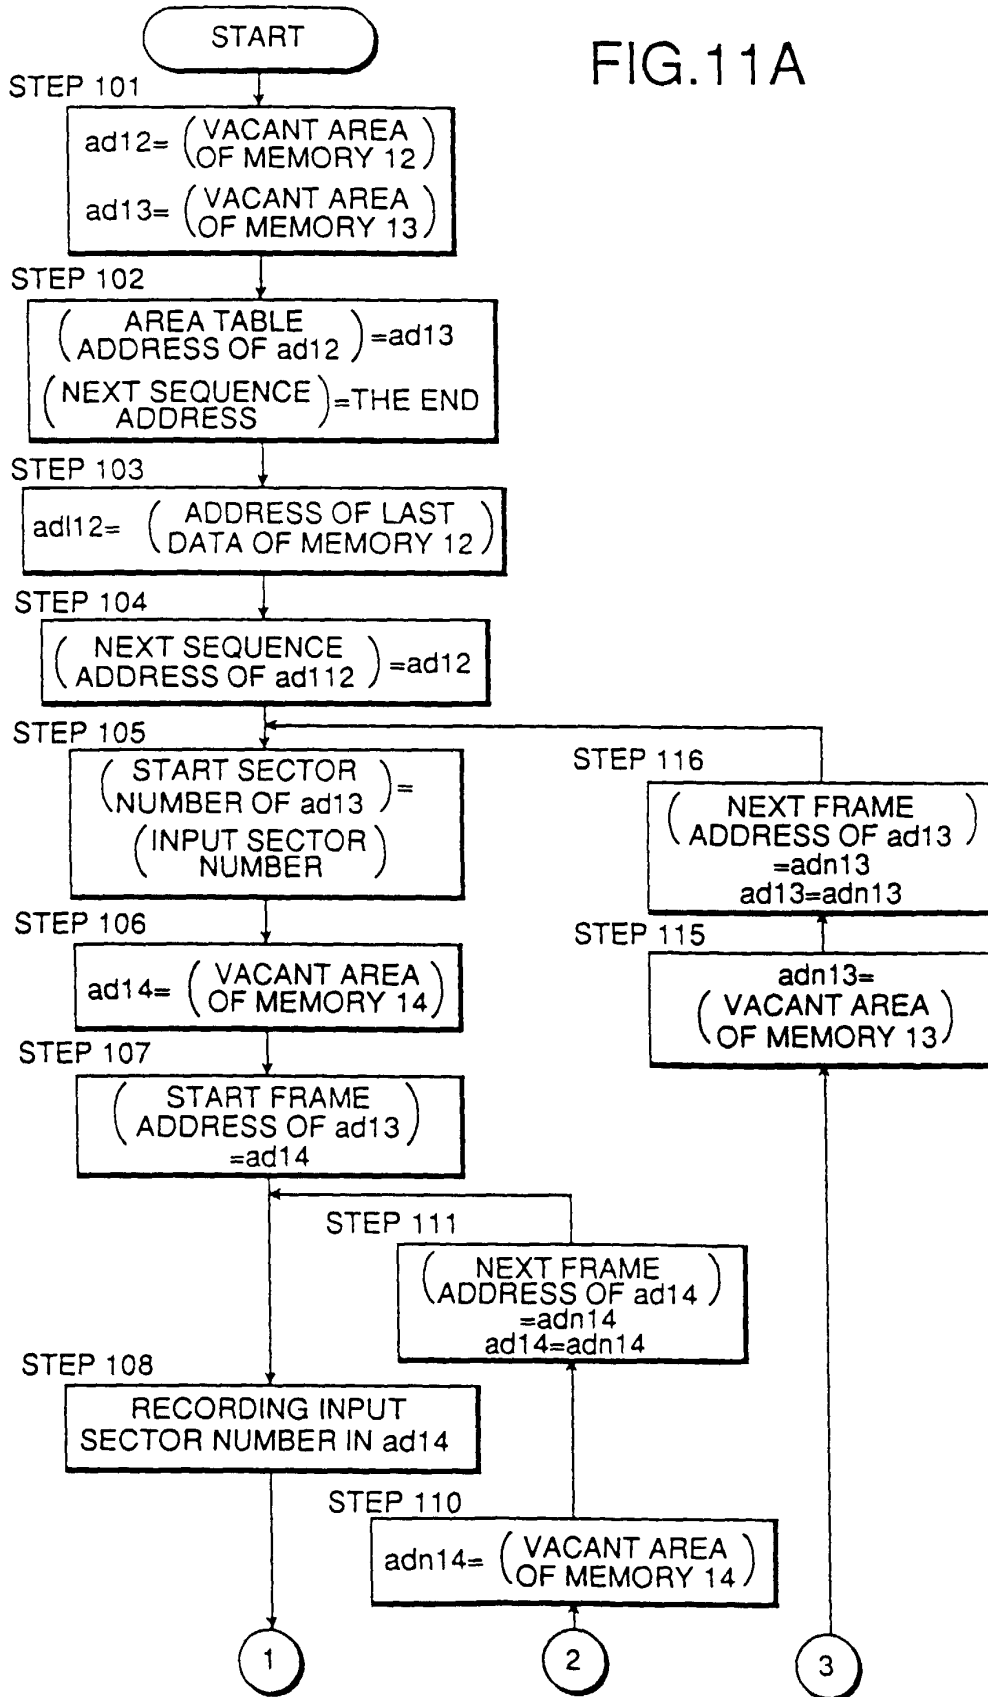 FIG.11A
START
STEP 101
ad12= (VACANT AREA
OF MEMORY 12)
ad13= (VACANT AREA
OF MEMORY 13)
STEP 102
(AREA TABLE
ADDRESS OF ad12)=ad13
(NEXT SEQUENCE
ADDRESS)=THE END
STEP 103
adl12= (ADDRESS OF LAST
DATA OF MEMORY 12)
STEP 104
(NEXT SEQUENCE
ADDRESS OF ad112)=ad12
STEP 105
(START SECTOR
NUMBER OF ad13)=
(INPUT SECTOR
NUMBER)
STEP 106
ad14= (VACANT AREA
OF MEMORY 14)
STEP 107
(START FRAME
ADDRESS OF ad13)
=ad14
STEP 108
RECORDING INPUT
SECTOR NUMBER IN ad14
1
STEP 111
(NEXT FRAME
ADDRESS OF ad14)
=adn14
ad14=adn14
STEP 110
adn14= (VACANT AREA
OF MEMORY 14)
2
STEP 116
(NEXT FRAME
ADDRESS OF ad13)
=adn13
ad13=adn13
STEP 115
adn13=
(VACANT AREA
OF MEMORY 13)
3